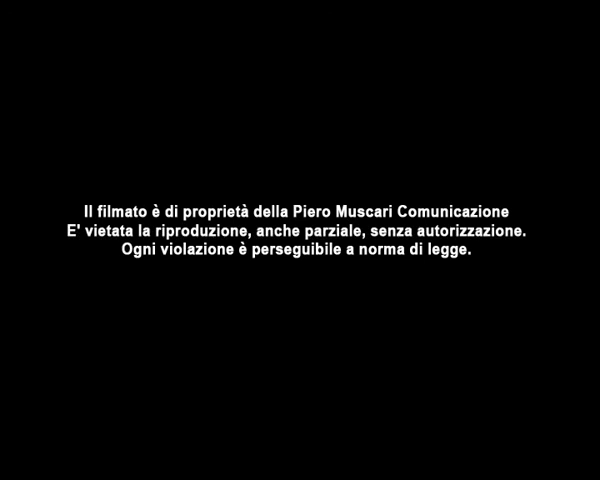 Il filmato è di proprietà della Piero Muscari Comunicazione
E' vietata la riproduzione, anche parziale, senza autorizzazione.
Ogni violazione è perseguibile a norma di legge.